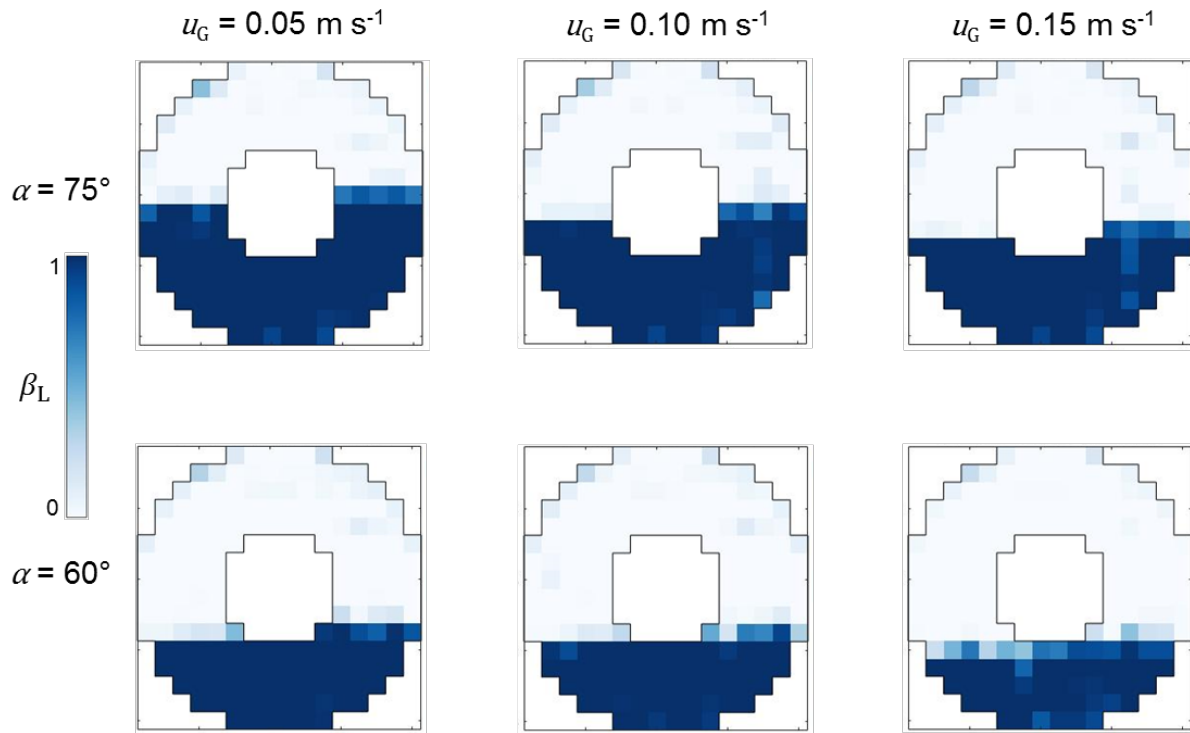 u_G = 0.05 m s⁻¹ u_G = 0.10 m s⁻¹ u_G = 0.15 m s⁻¹
α = 75°
1
β_L
0
α = 60°